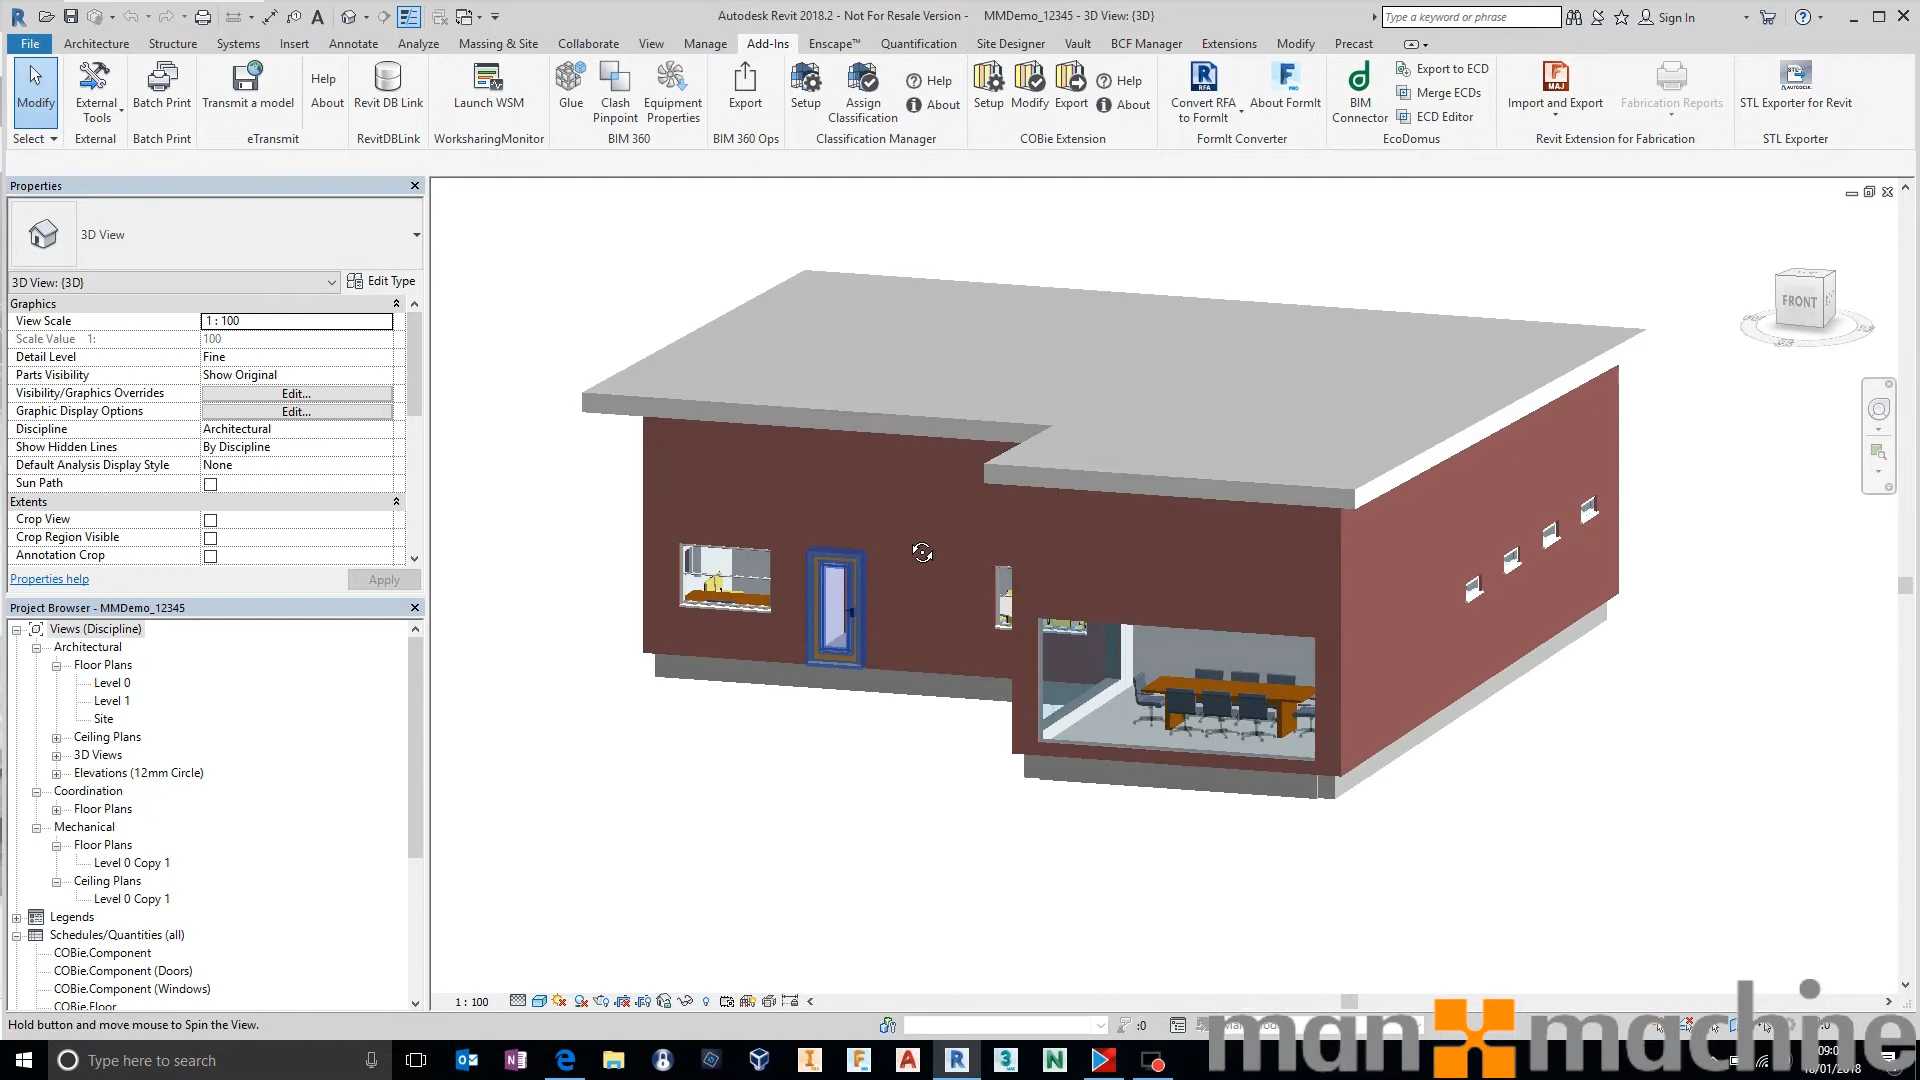 Autodesk Revit 2018.2 - Not For Resale Version - MMDemo_12345 - 3D View: {3D}
Type a keyword or phrase
Sign In
File Architecture Structure Systems Insert Annotate Analyze Massing & Site Collaborate View Manage Add-Ins Enscape™ Quantification Site Designer Vault BCF Manager Extensions Modify Precast
Modify
External Tools
Batch Print
Transmit a model
Help
About
Revit DB Link
Launch WSM
Glue
Clash Pinpoint
Equipment Properties
Export
Setup
Assign Classification
Help
About
Setup
Modify
Export
Help
About
Convert RFA to FormIt
About FormIt
BIM Connector
Export to ECD
Merge ECDs
ECD Editor
Import and Export
Fabrication Reports
STL Exporter for Revit
Select External Batch Print eTransmit RevitDBLink WorksharingMonitor BIM 360 BIM 360 Ops Classification Manager COBie Extension FormIt Converter EcoDomus Revit Extension for Fabrication STL Exporter
Properties
3D View
3D View: {3D}
Edit Type
Graphics
View Scale 1 : 100
Scale Value 1: 100
Detail Level Fine
Parts Visibility Show Original
Visibility/Graphics Overrides Edit...
Graphic Display Options Edit...
Discipline Architectural
Show Hidden Lines By Discipline
Default Analysis Display Style None
Sun Path
Extents
Crop View
Crop Region Visible
Annotation Crop
Properties help Apply
Project Browser - MMDemo_12345
Views (Discipline)
Architectural
Floor Plans
Level 0
Level 1
Site
Ceiling Plans
3D Views
Elevations (12mm Circle)
Coordination
Floor Plans
Mechanical
Floor Plans
Level 0 Copy 1
Ceiling Plans
Level 0 Copy 1
Legends
Schedules/Quantities (all)
COBie.Component
COBie.Component (Doors)
COBie.Component (Windows)
COBie.Floor
FRONT
1 : 100
Hold button and move mouse to Spin the View.
:0
man machine
Type here to search